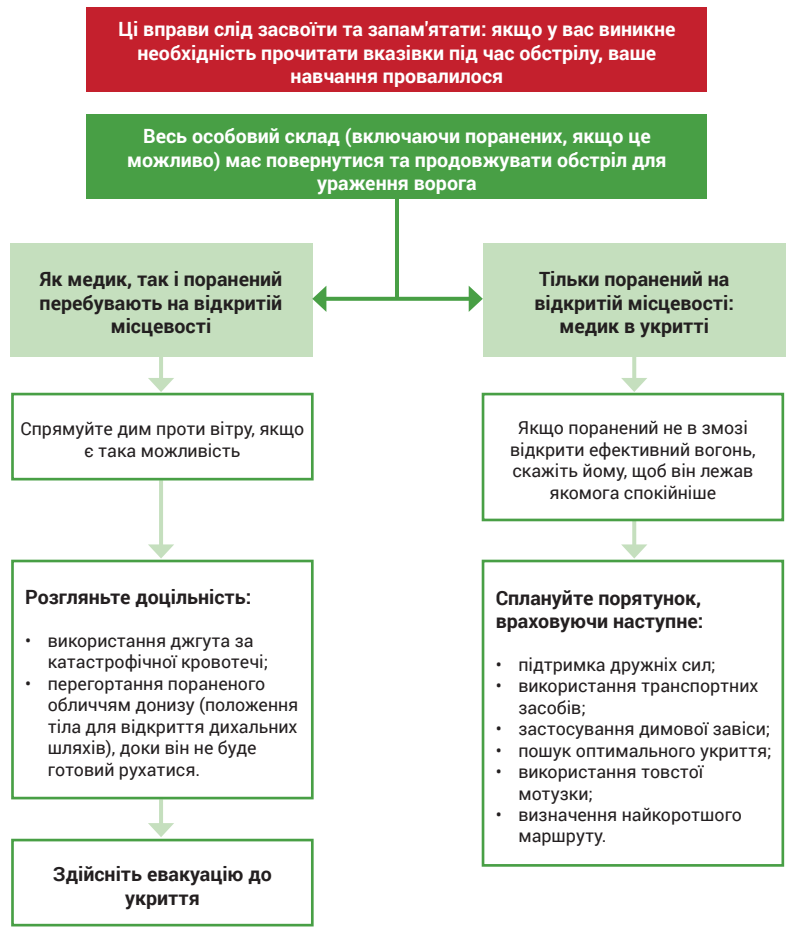 Ці вправи слід засвоїти та запам'ятати: якщо у вас виникне
необхідність прочитати вказівки під час обстрілу, ваше
навчання провалилося
Весь особовий склад (включаючи поранених, якщо це
можливо) має повернутися та продовжувати обстріл для
ураження ворога
Як медик, так і поранений
перебувають на відкритій
місцевості
Спрямуйте дим проти вітру, якщо
є така можливість
Розгляньте доцільність:
• використання джгута за
катастрофічної кровотечі;
• перегортання пораненого
обличчям донизу (положення
тіла для відкриття дихальних
шляхів), доки він не буде
готовий рухатися.
Здійсніть евакуацію до
укриття
Тільки поранений на
відкритій місцевості:
медик в укритті
Якщо поранений не в змозі
відкрити ефективний вогонь,
скажіть йому, щоб він лежав
якомога спокійніше
Сплануйте порятунок,
враховуючи наступне:
• підтримка дружніх сил;
• використання транспортних
засобів;
• застосування димової завіси;
• пошук оптимального укриття;
• використання товстої
мотузки;
• визначення найкоротшого
маршруту.